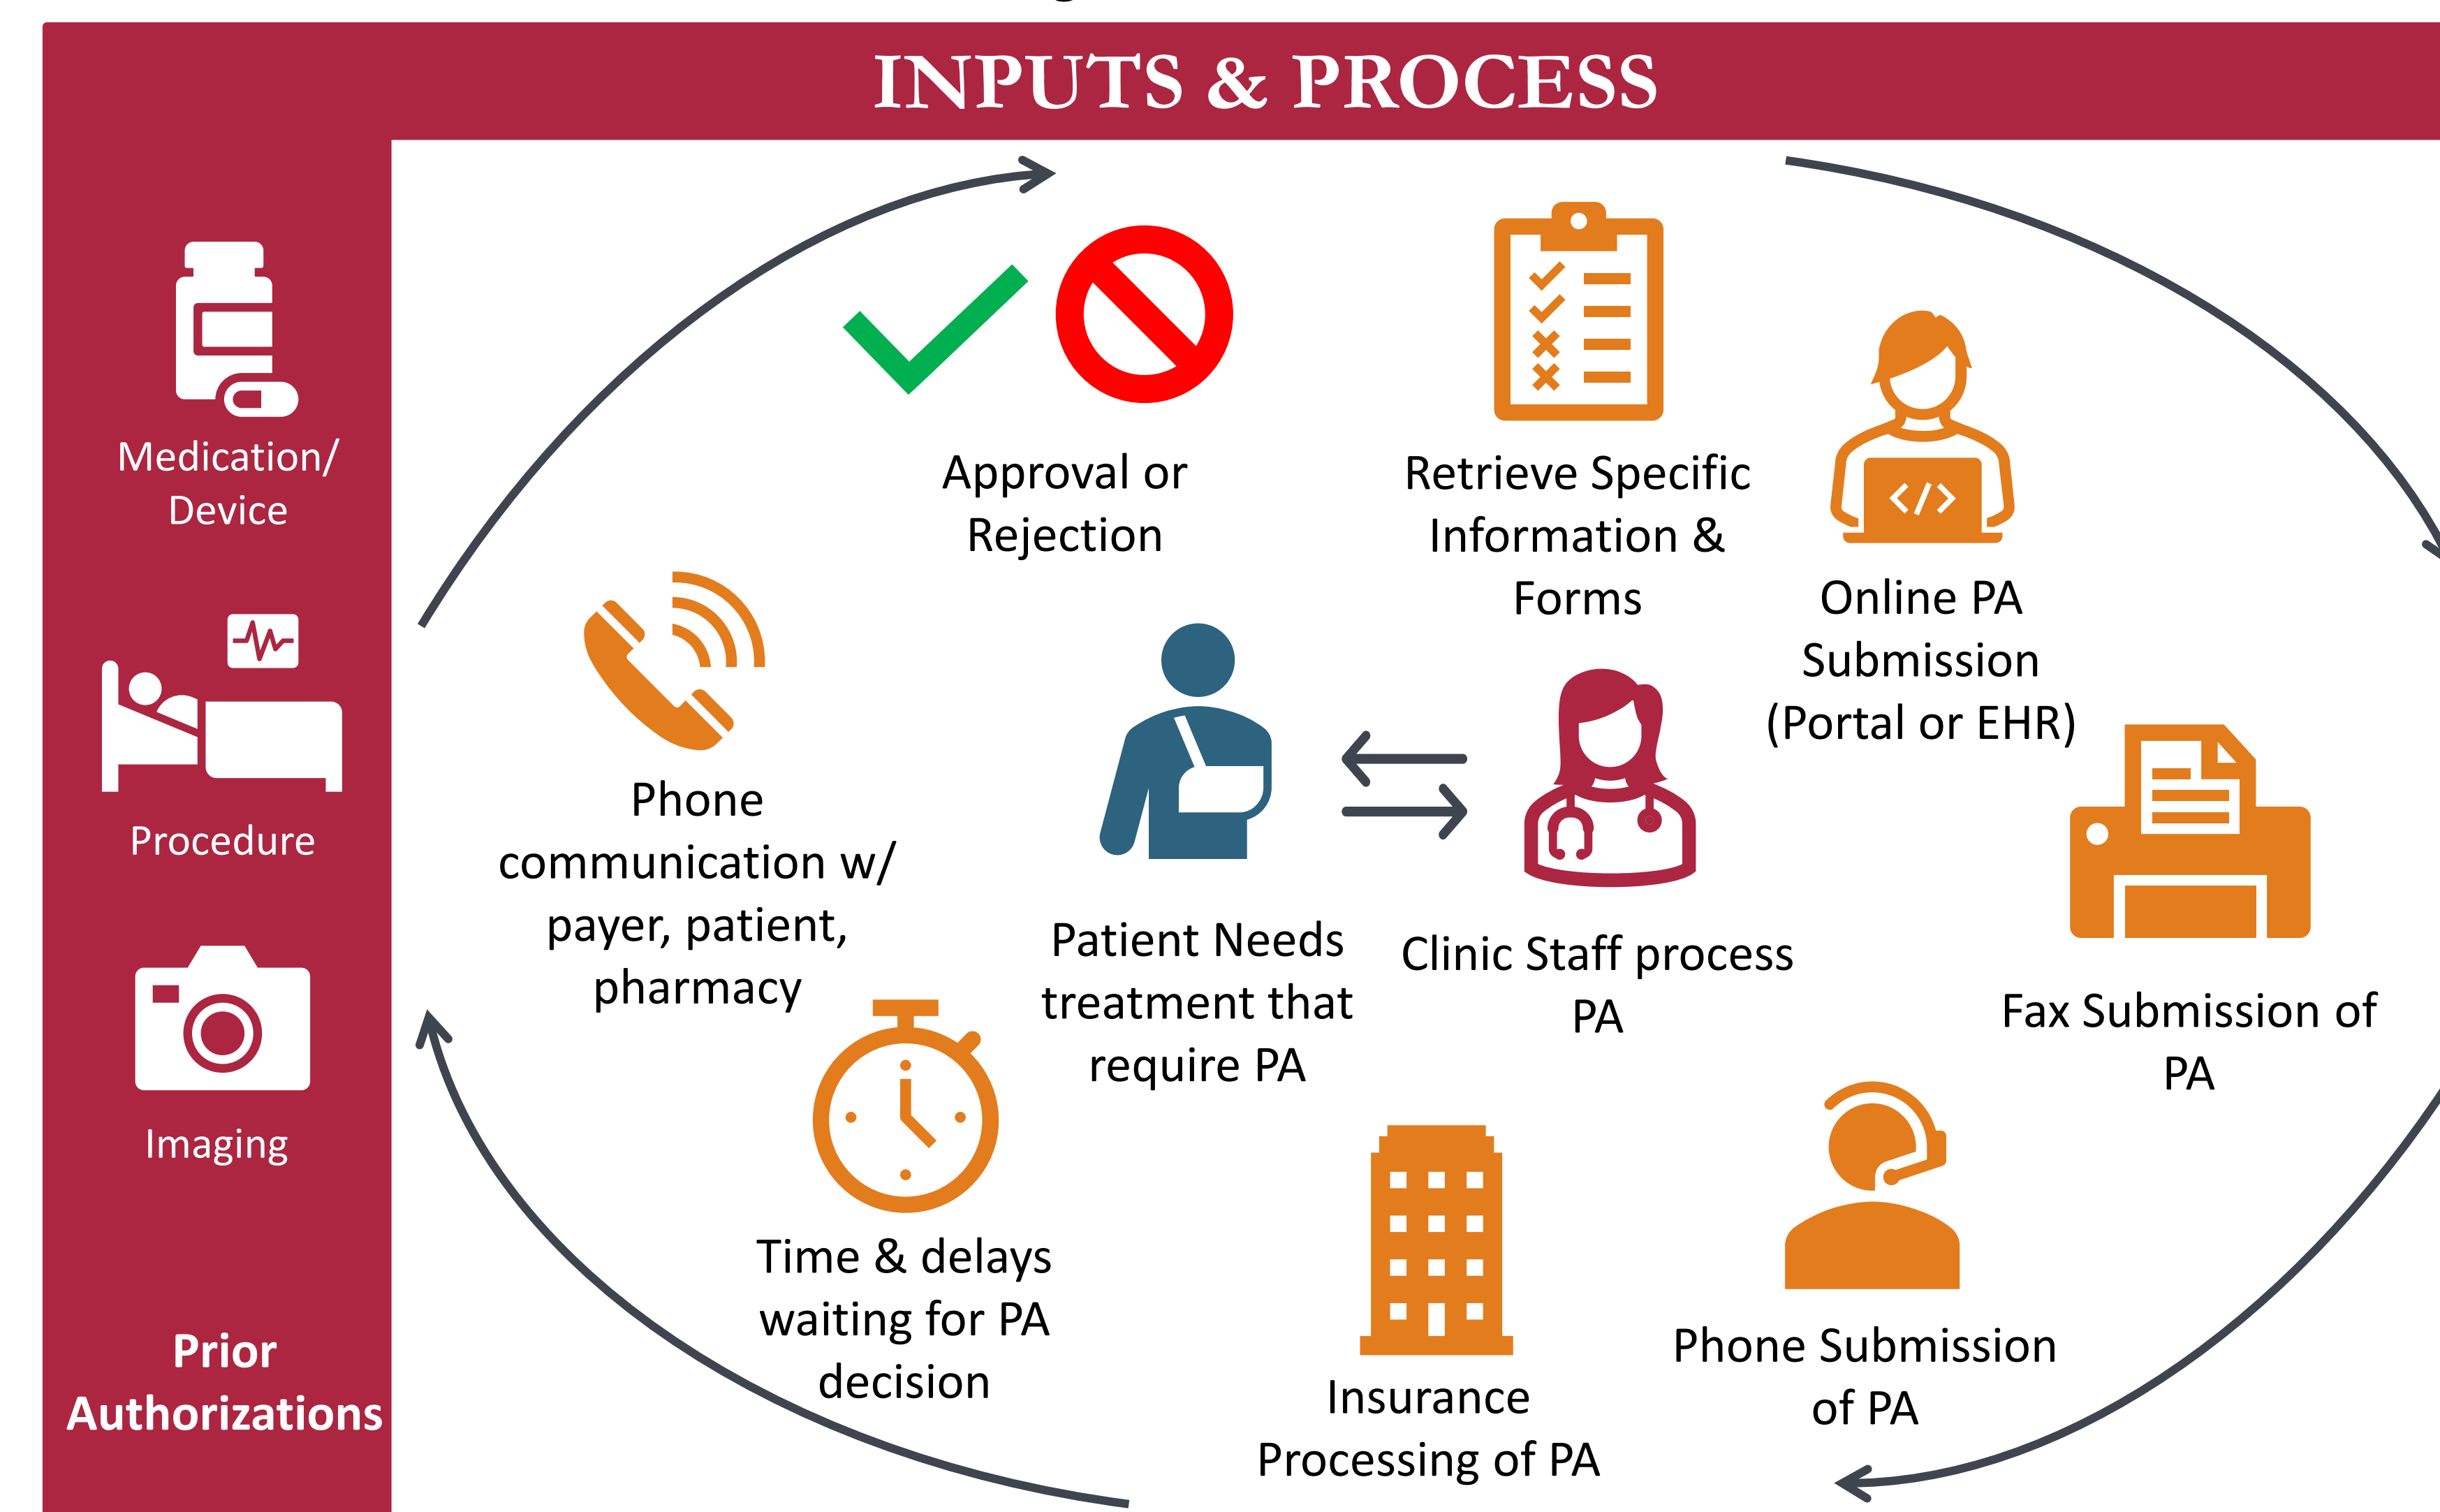 INPUTS & PROCESS
Medication/
Device
Procedure
Imaging
Prior
Authorizations
Approval or
Rejection
Retrieve Specific
Information &
Forms
Online PA
Submission
(Portal or EHR)
Fax Submission of
PA
Phone Submission
of PA
Insurance
Processing of PA
Time & delays
waiting for PA
decision
Phone
communication w/
payer, patient,
pharmacy
Patient Needs
treatment that
require PA
Clinic Staff process
PA